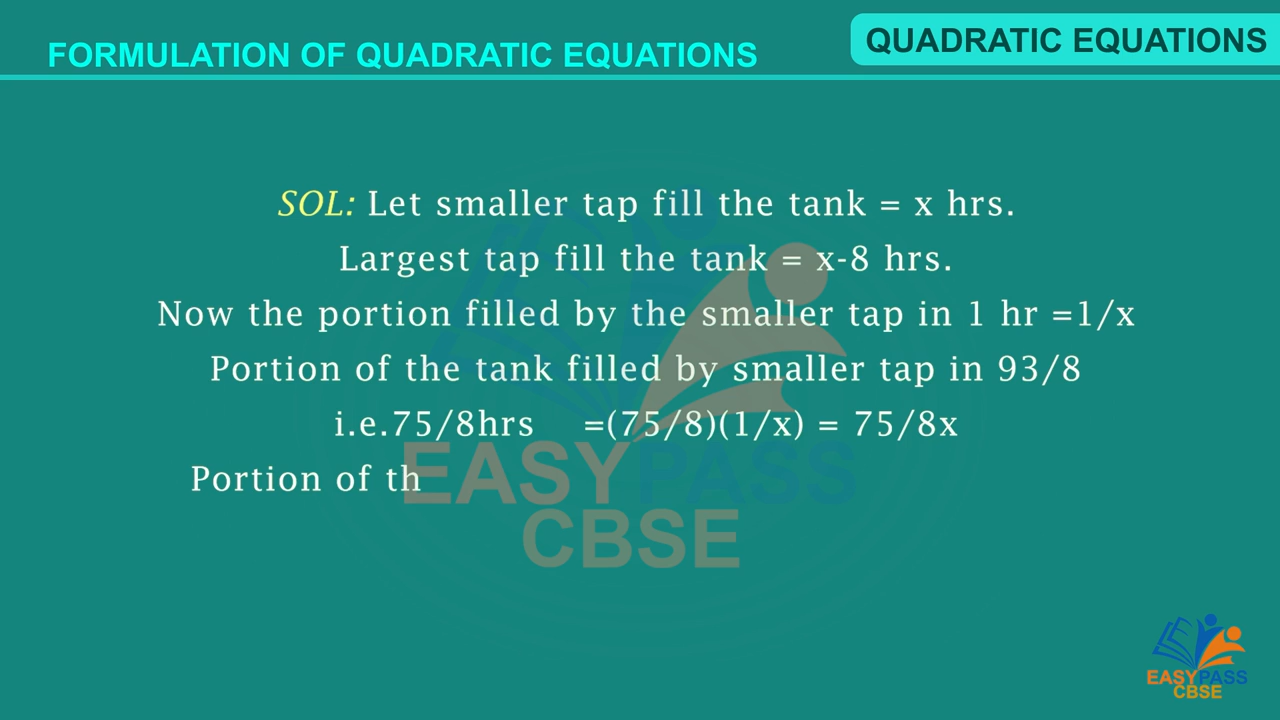 FORMULATION OF QUADRATIC EQUATIONS
QUADRATIC EQUATIONS
SOL: Let smaller tap fill the tank = x hrs.
Largest tap fill the tank = x-8 hrs.
Now the portion filled by the smaller tap in 1 hr =1/x
Portion of the tank filled by smaller tap in 93/8
i.e.75/8hrs =(75/8)(1/x) = 75/8x
Portion of th
EASYPASS
CBSE
EASYPASS
CBSE